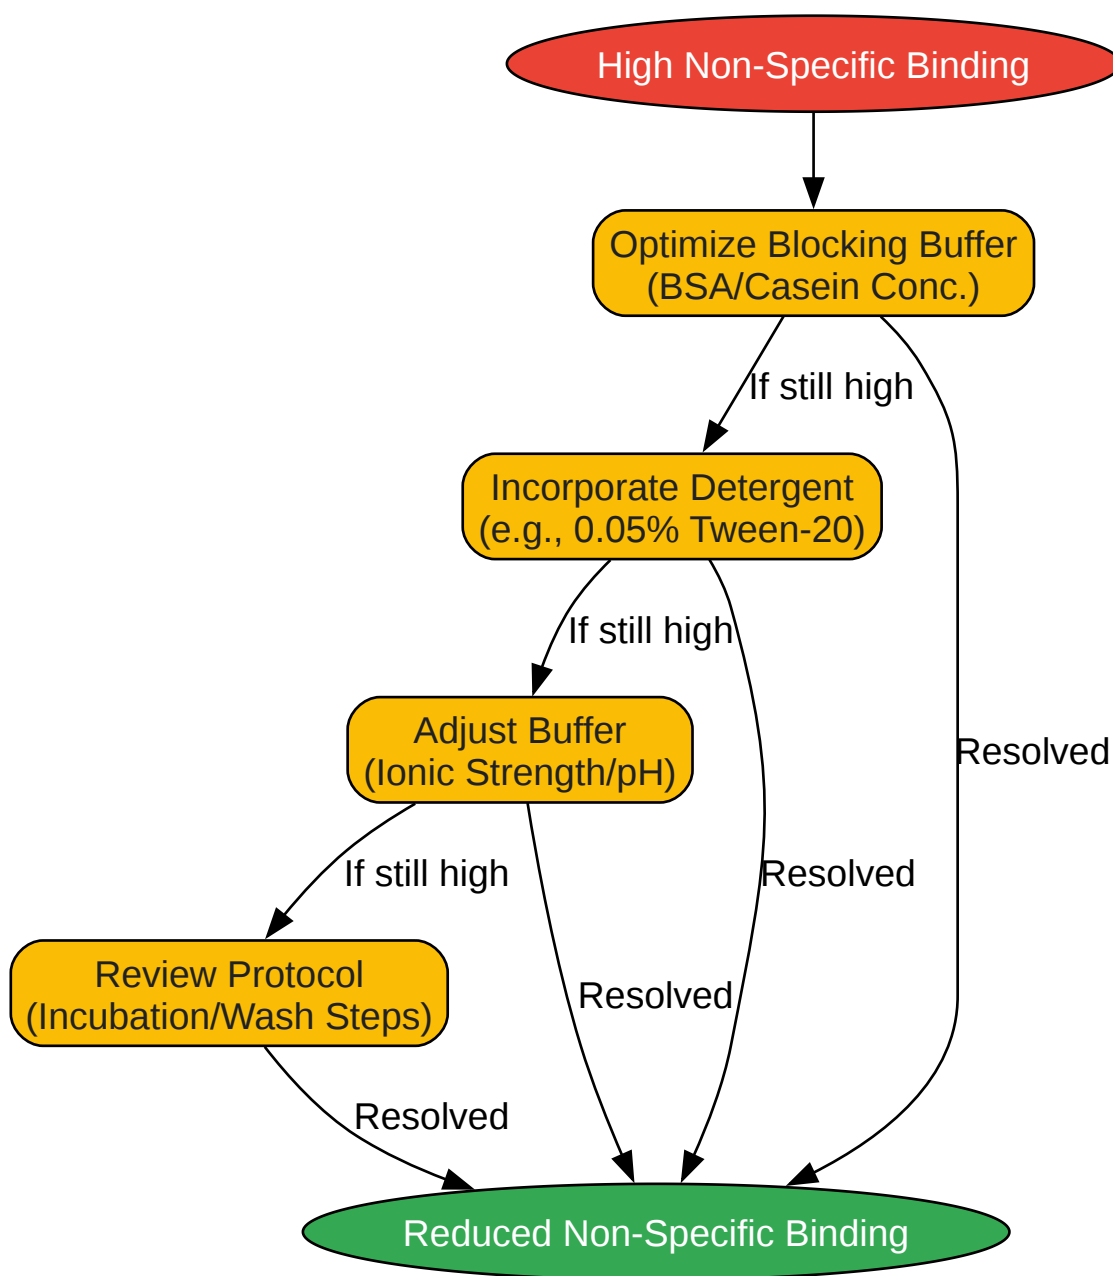 High Non-Specific Binding
Optimize Blocking Buffer
(BSA/Casein Conc.)
If still high
Incorporate Detergent
(e.g., 0.05% Tween-20)
If still high
Adjust Buffer
(Ionic Strength/pH)
Resolved
If still high
Resolved
Review Protocol
(Incubation/Wash Steps)
Resolved
Resolved
Reduced Non-Specific Binding